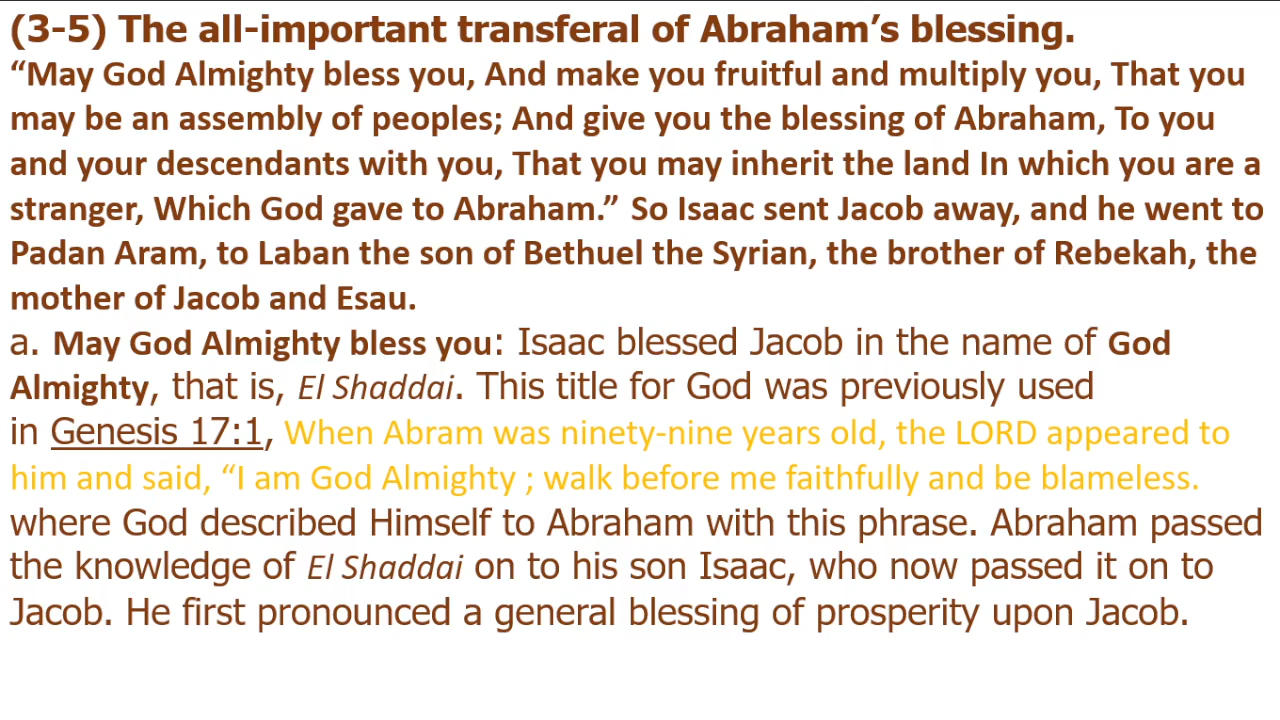 (3-5) The all-important transferal of Abraham’s blessing.
“May God Almighty bless you, And make you fruitful and multiply you, That you
may be an assembly of peoples; And give you the blessing of Abraham, To you
and your descendants with you, That you may inherit the land In which you are a
stranger, Which God gave to Abraham.” So Isaac sent Jacob away, and he went to
Padan Aram, to Laban the son of Bethuel the Syrian, the brother of Rebekah, the
mother of Jacob and Esau.
a. May God Almighty bless you: Isaac blessed Jacob in the name of God
Almighty, that is, El Shaddai. This title for God was previously used
in Genesis 17:1, When Abram was ninety-nine years old, the LORD appeared to
him and said, “I am God Almighty ; walk before me faithfully and be blameless.
where God described Himself to Abraham with this phrase. Abraham passed
the knowledge of El Shaddai on to his son Isaac, who now passed it on to
Jacob. He first pronounced a general blessing of prosperity upon Jacob.